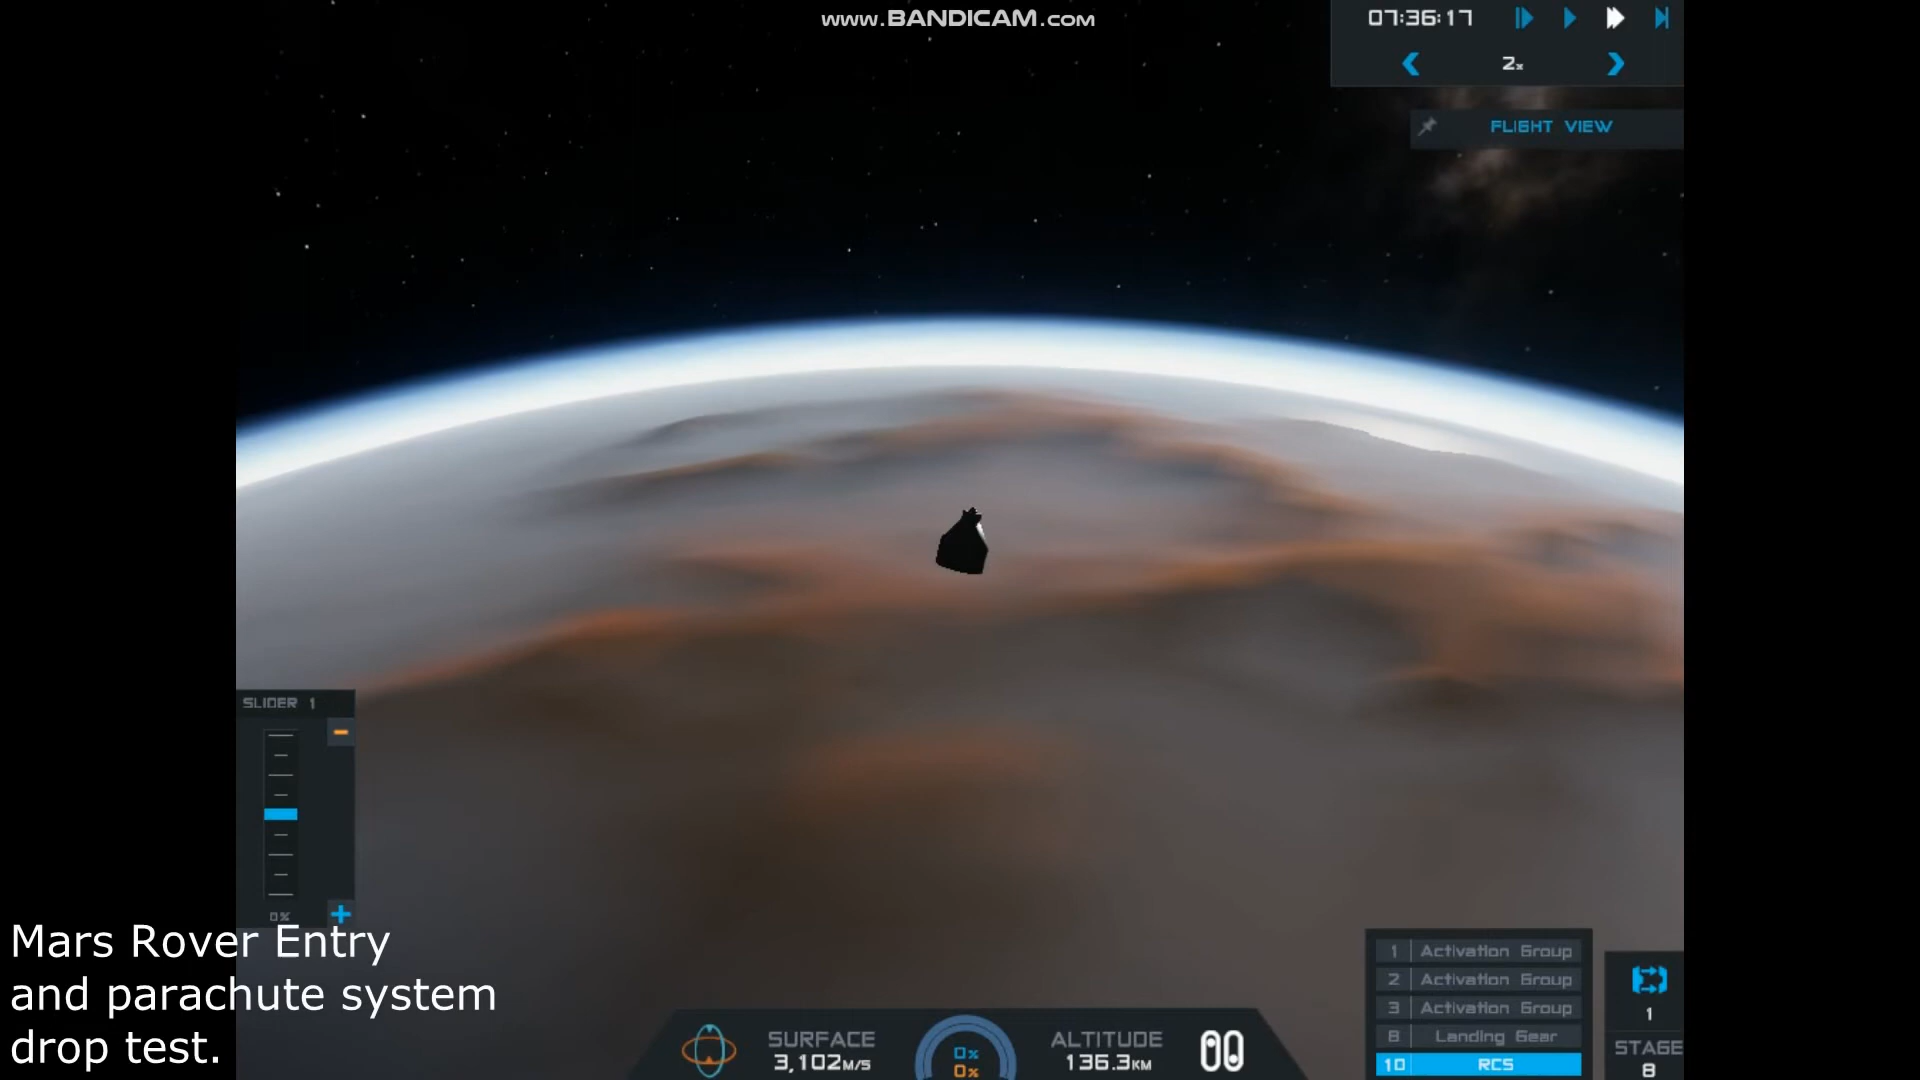 www.BANDICAM.com
07:36:17
2x
FLIGHT VIEW
SLIDER 1
0%
Mars Rover Entry
and parachute system
drop test.
SURFACE
3,102M/S
0%
0%
ALTITUDE
136.3KM
1 Activation Group
2 Activation Group
3 Activation Group
8 Landing Gear
10 RCS
1
STAGE
8